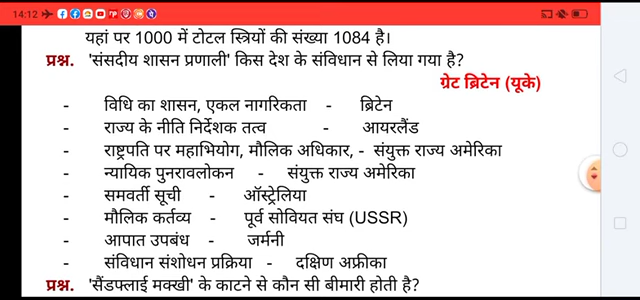 14:12
यहां पर 1000 में टोटल स्त्रियों की संख्या 1084 है।
प्रश्न. 'संसदीय शासन प्रणाली' किस देश के संविधान से लिया गया है?
ग्रेट ब्रिटेन (यूके)
- विधि का शासन, एकल नागरिकता - ब्रिटेन
- राज्य के नीति निर्देशक तत्व - आयरलैंड
- राष्ट्रपति पर महाभियोग, मौलिक अधिकार, - संयुक्त राज्य अमेरिका
- न्यायिक पुनरावलोकन - संयुक्त राज्य अमेरिका
- समवर्ती सूची - ऑस्ट्रेलिया
- मौलिक कर्तव्य - पूर्व सोवियत संघ (USSR)
- आपात उपबंध - जर्मनी
- संविधान संशोधन प्रक्रिया - दक्षिण अफ्रीका
प्रश्न. 'सैंडफ्लाई मक्खी' के काटने से कौन सी बीमारी होती है?